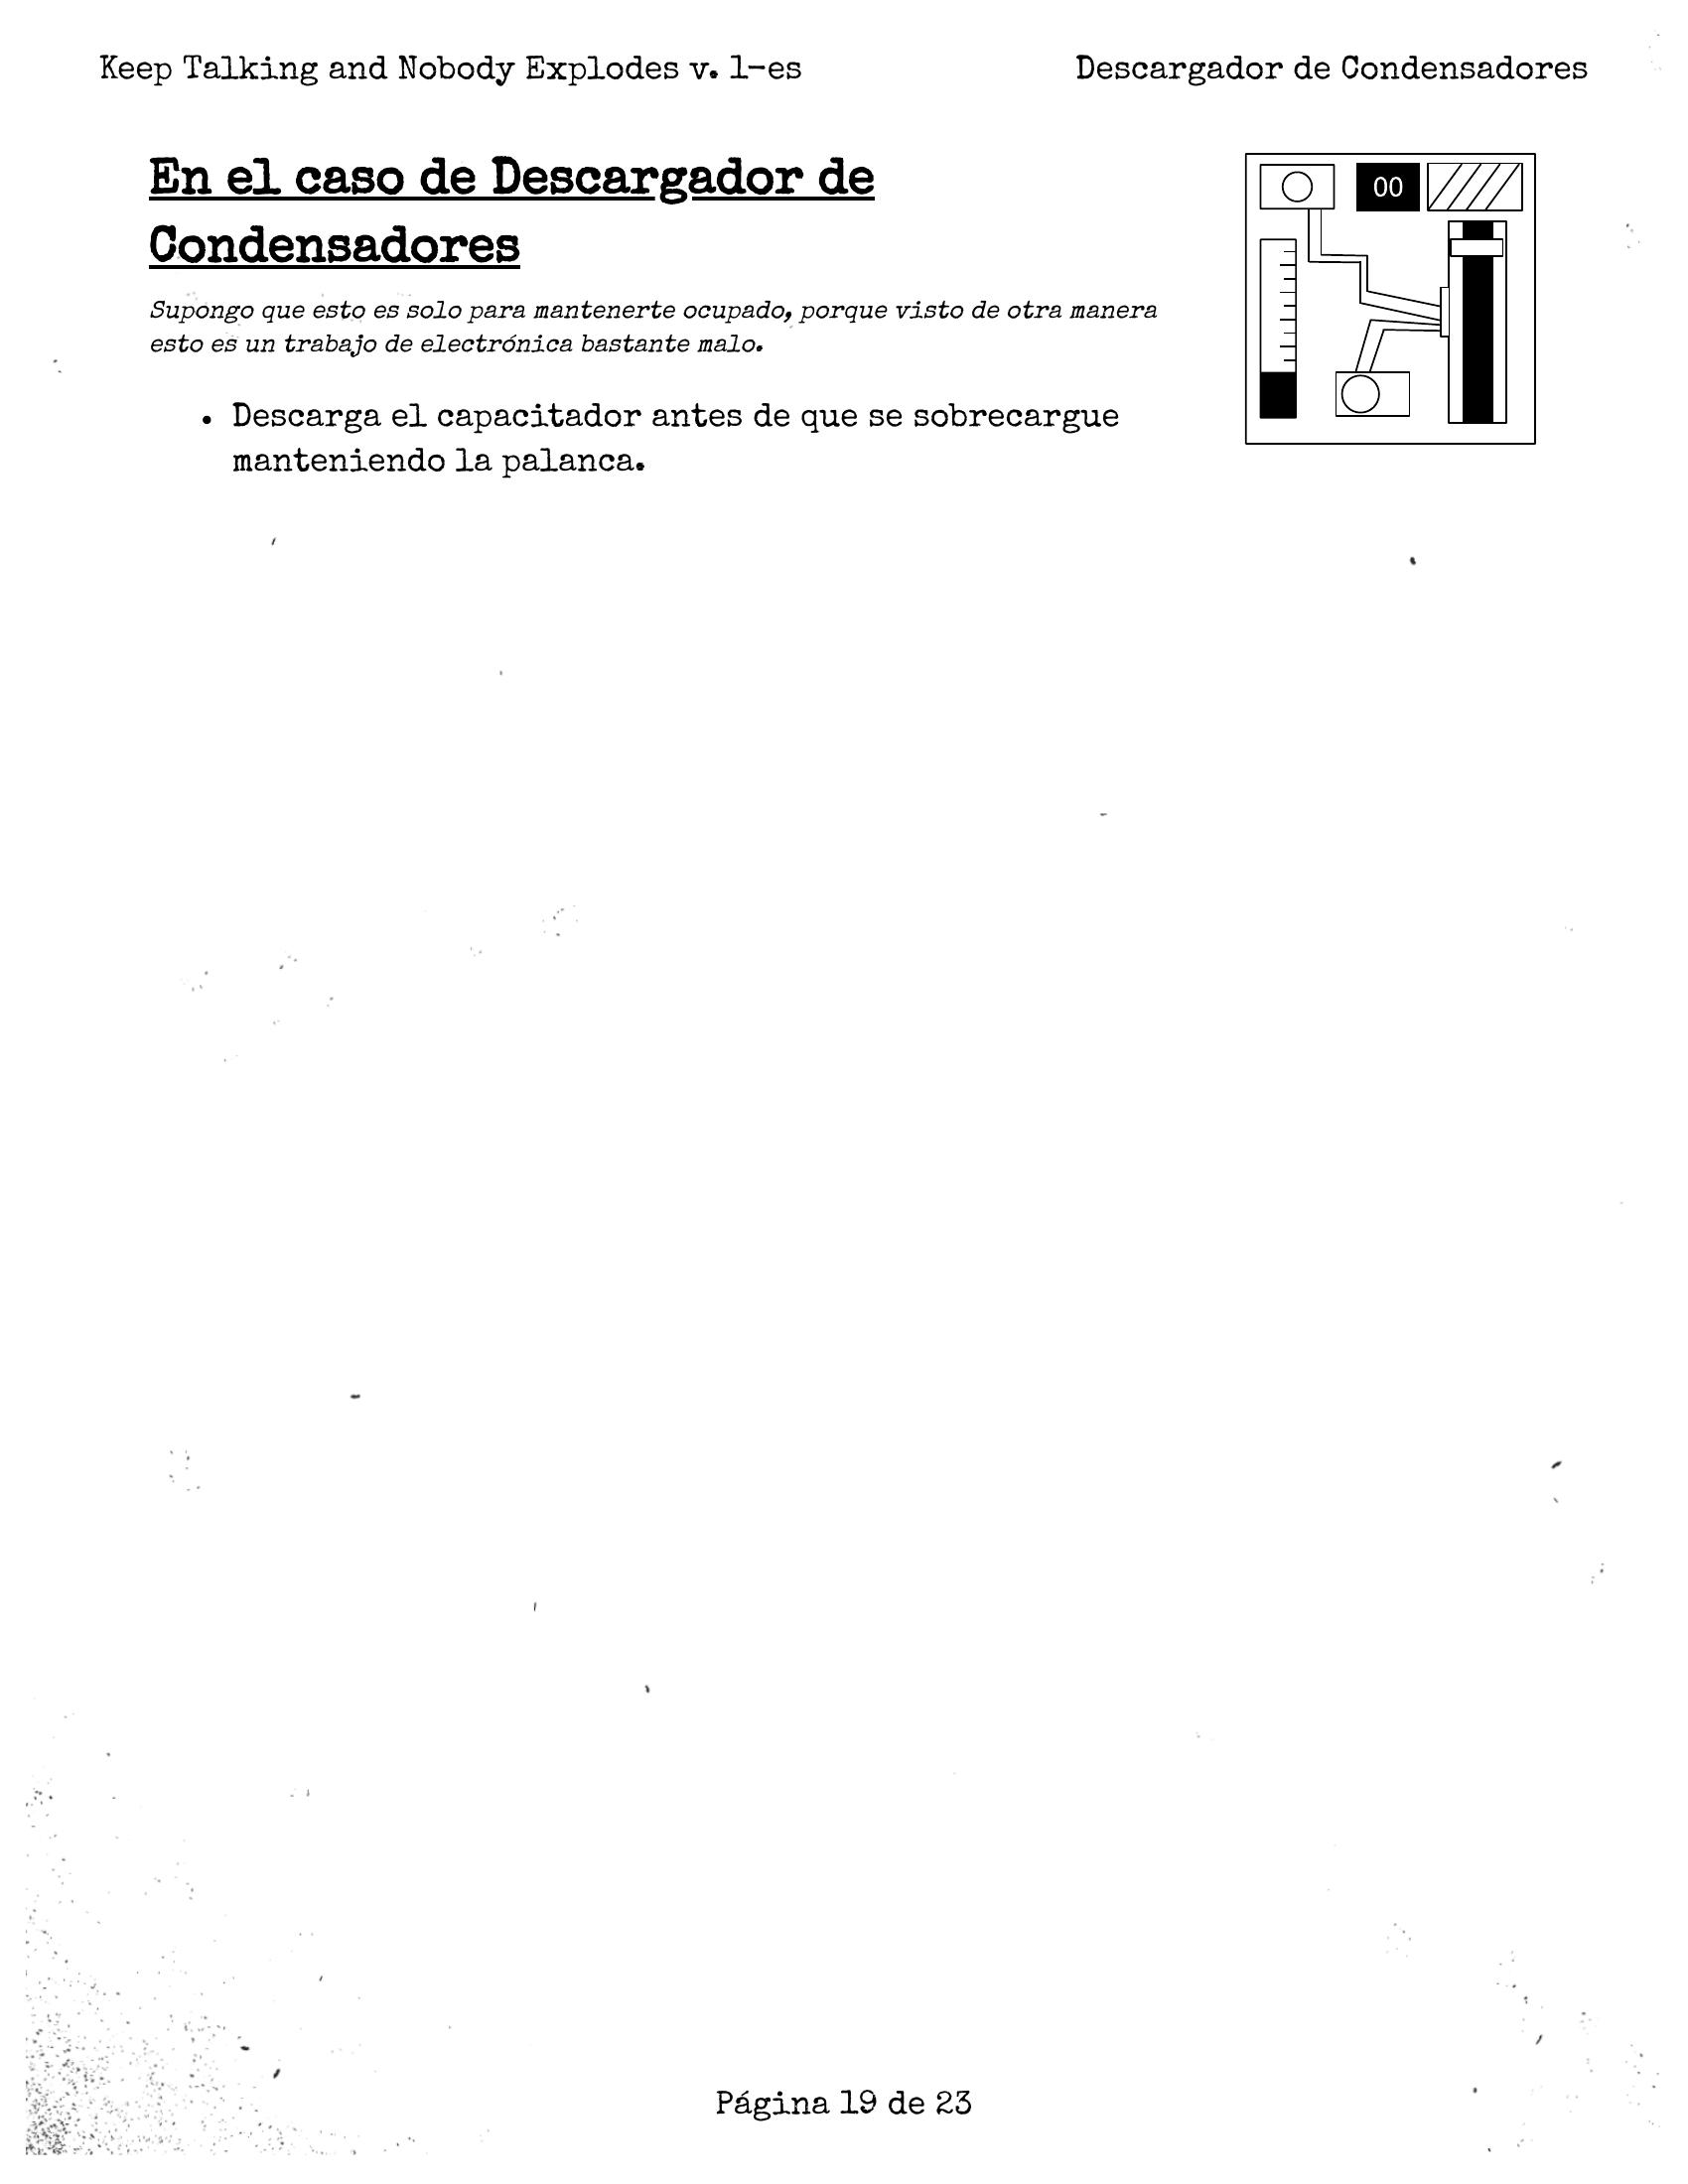 Keep Talking and Nobody Explodes v. 1-es
Descargador de Condensadores
En el caso de Descargador de
Condensadores
Supongo que esto es solo para mantenerte ocupado, porque visto de otra manera
esto es un trabajo de electrónica bastante malo.
• Descarga el capacitador antes de que se sobrecargue
manteniendo la palanca.
00
Página 19 de 23